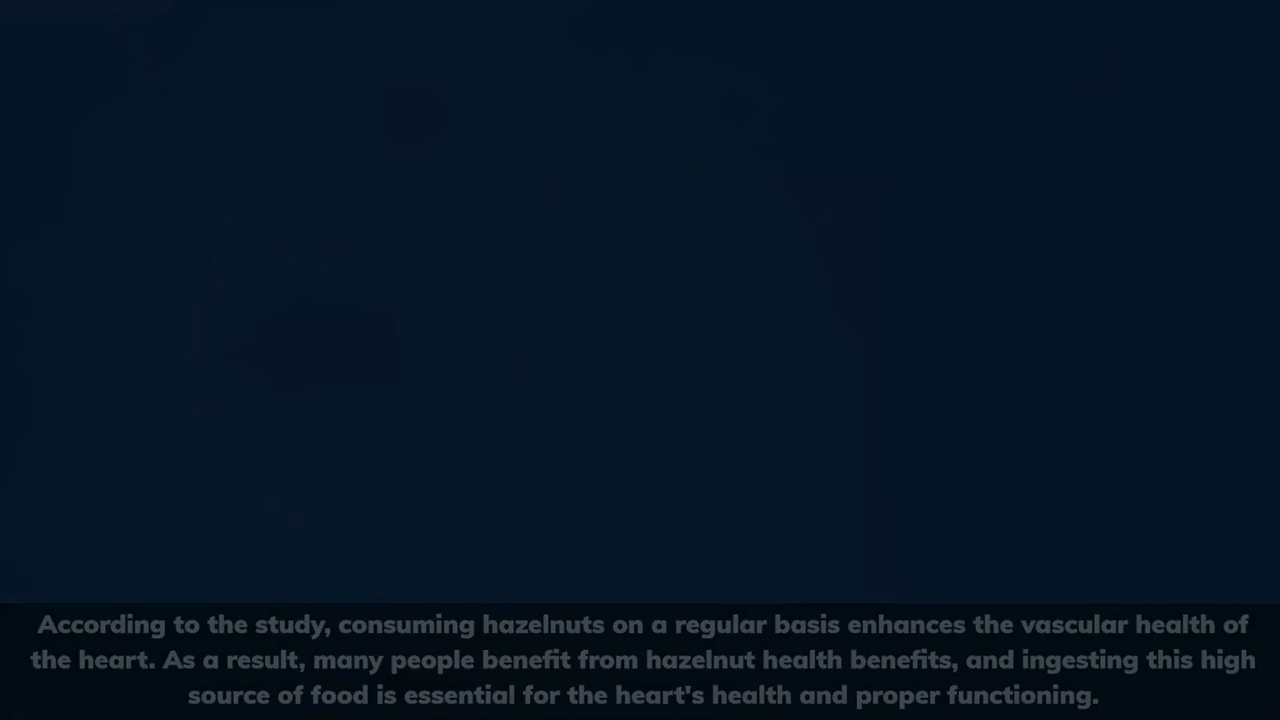 According to the study, consuming hazelnuts on a regular basis enhances the vascular health of
the heart. As a result, many people benefit from hazelnut health benefits, and ingesting this high
source of food is essential for the heart's health and proper functioning.